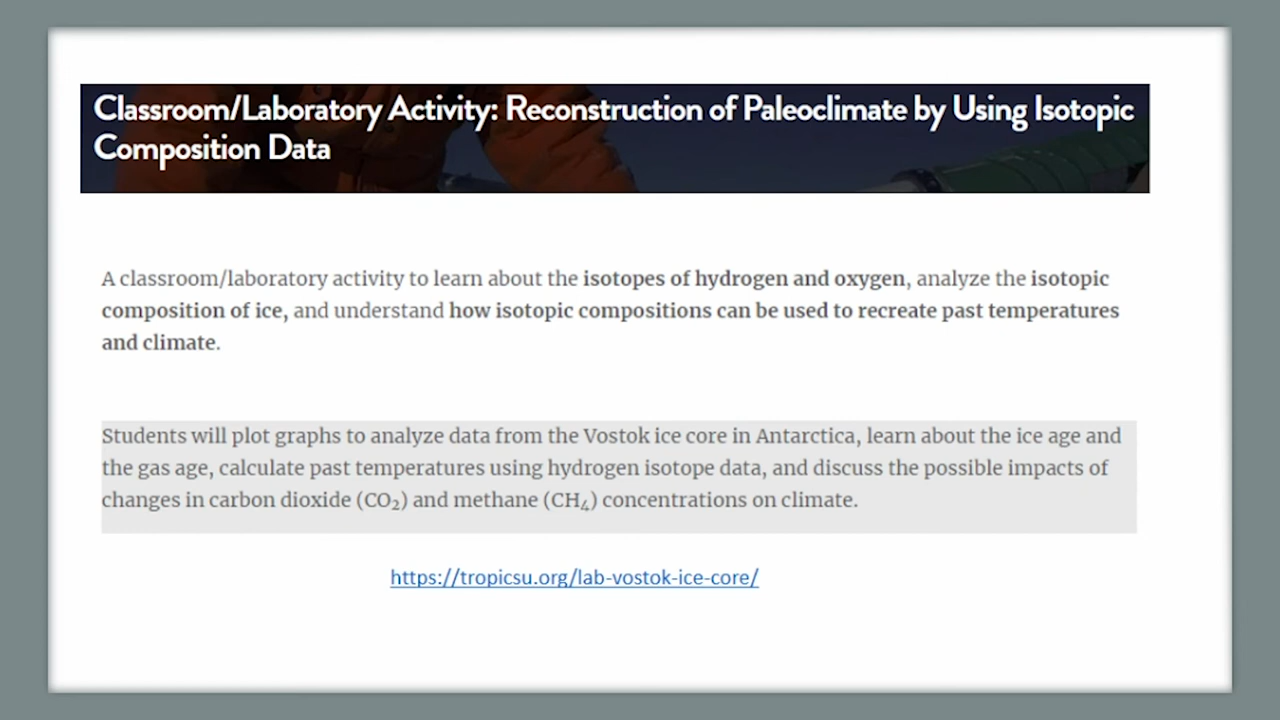 Classroom/Laboratory Activity: Reconstruction of Paleoclimate by Using Isotopic
Composition Data
A classroom/laboratory activity to learn about the isotopes of hydrogen and oxygen, analyze the isotopic
composition of ice, and understand how isotopic compositions can be used to recreate past temperatures
and climate.
Students will plot graphs to analyze data from the Vostok ice core in Antarctica, learn about the ice age and
the gas age, calculate past temperatures using hydrogen isotope data, and discuss the possible impacts of
changes in carbon dioxide (CO₂) and methane (CH₄) concentrations on climate.
https://tropicsu.org/lab-vostok-ice-core/